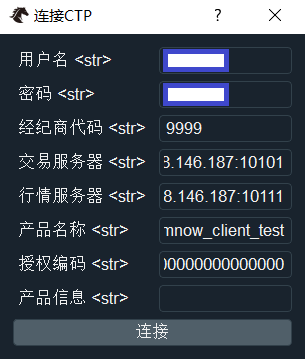 连接CTP
用户名 <str>
密码 <str>
经纪商代码 <str> 9999
交易服务器 <str> 8.146.187:10101
行情服务器 <str> 8.146.187:10111
产品名称 <str> nnow_client_test
授权编码 <str> 00000000000000
产品信息 <str>
连接